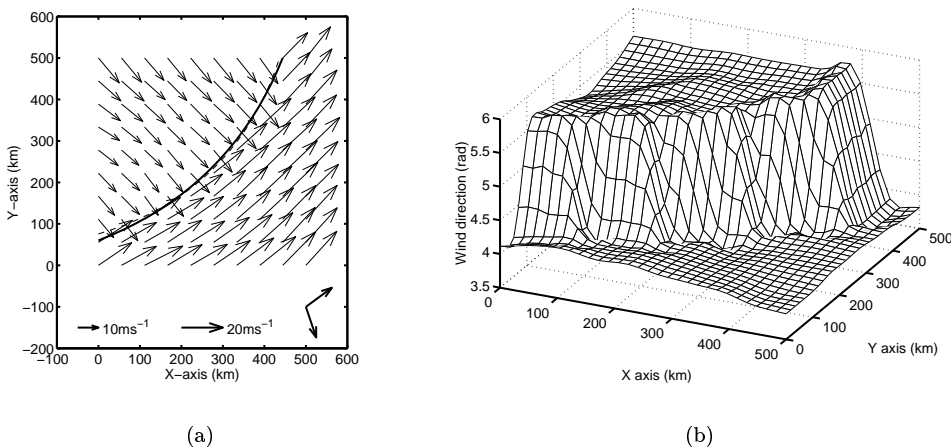 600
500
400
300
200
100
0
−100
−200
−100 0 100 200 300 400 500 600
X−axis (km)
Y−axis (km)
10ms−1
20ms−1
(a)
6
5.5
5
4.5
4
3.5
Wind direction (rad)
0
100
200
300
400
500
X axis (km)
0
100
200
300
400
500
Y axis (km)
(b)